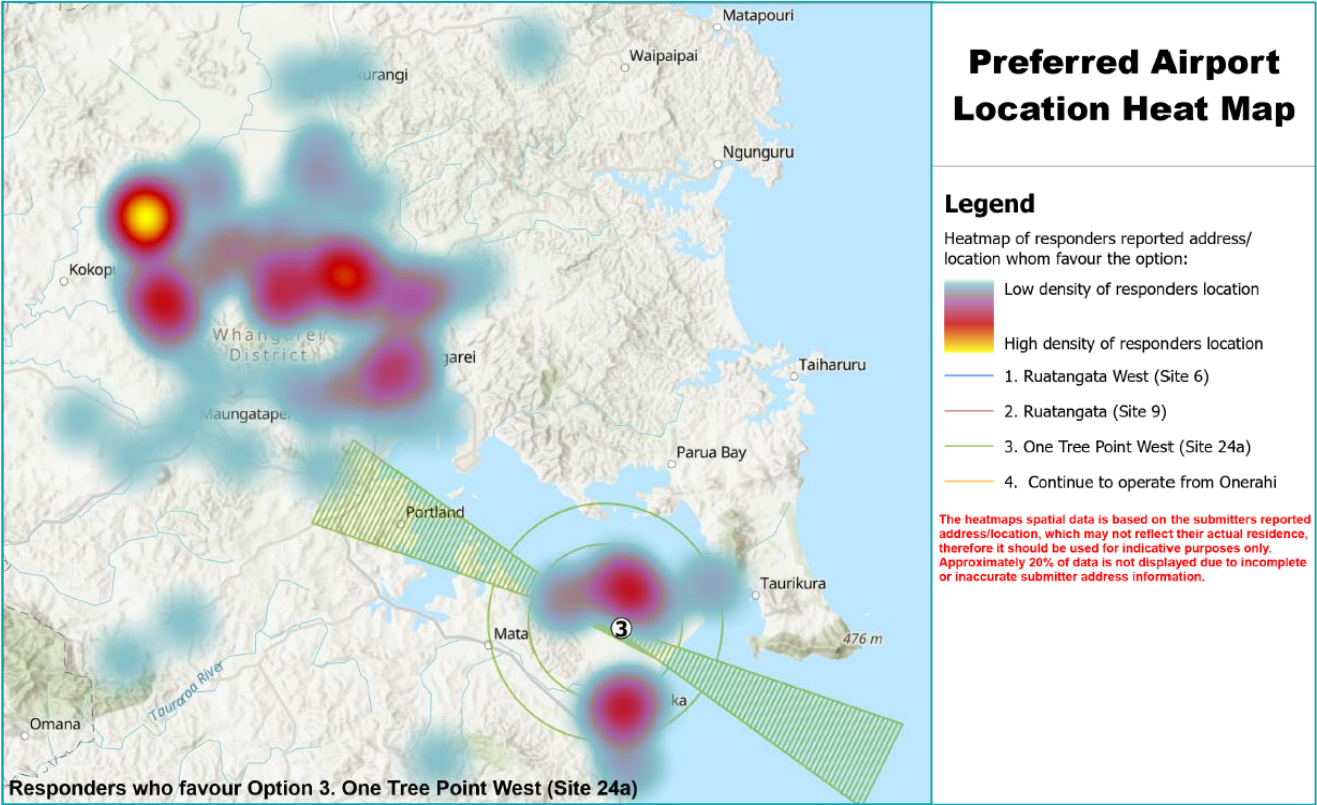 Matapouri
Waipaipai
kurangi
Ngunguru
Kokopu
Whangarei
District
garei
Taiharuru
Maungatape
Parua Bay
Portland
Taurikura
3
Mata
476 m
Tauraroa River
ka
Omana
Responders who favour Option 3. One Tree Point West (Site 24a)
Preferred Airport
Location Heat Map
Legend
Heatmap of responders reported address/
location whom favour the option:
Low density of responders location
High density of responders location
1. Ruatangata West (Site 6)
2. Ruatangata (Site 9)
3. One Tree Point West (Site 24a)
4. Continue to operate from Onerahi
The heatmaps spatial data is based on the submitters reported
address/location, which may not reflect their actual residence,
therefore it should be used for indicative purposes only.
Approximately 20% of data is not displayed due to incomplete
or inaccurate submitter address information.